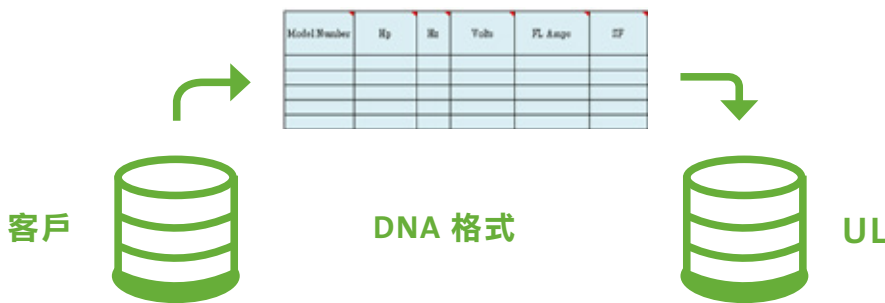 Model Number Hp Hz Volts FL Amps SF
客戶
DNA 格式
UL